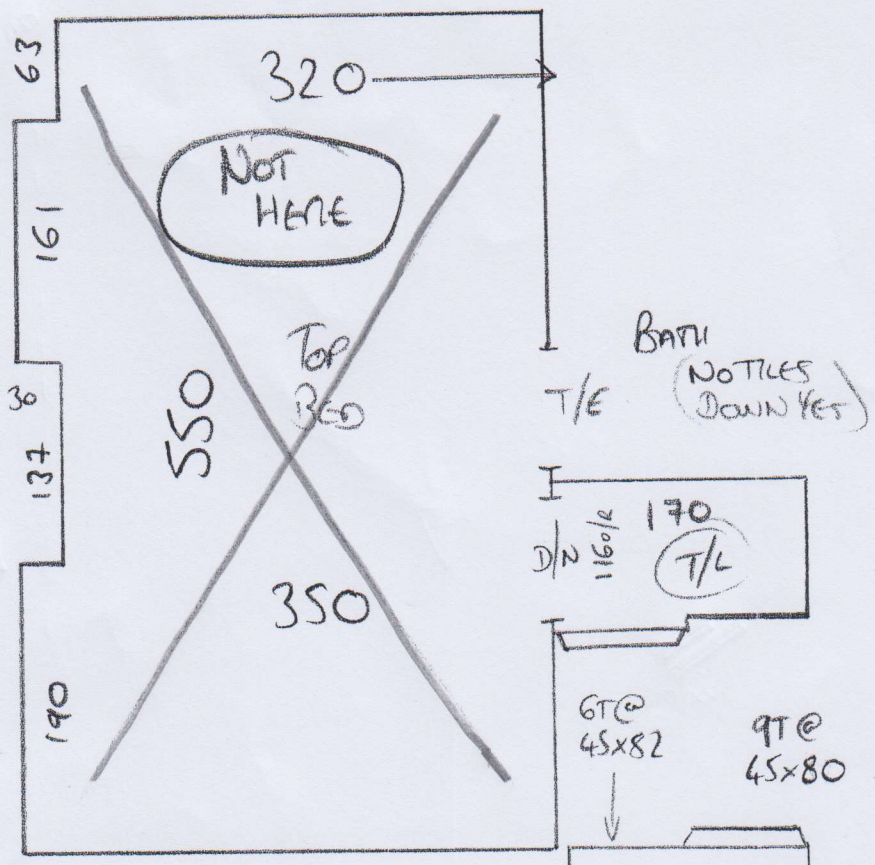 63
320
NOT
HERE
161
TOP
BED
BATH
(NO TILES
DOWN YET)
T/E
30
550
137
170
D/N
T/L
350
190
6T@
45x82
9T@
45x80